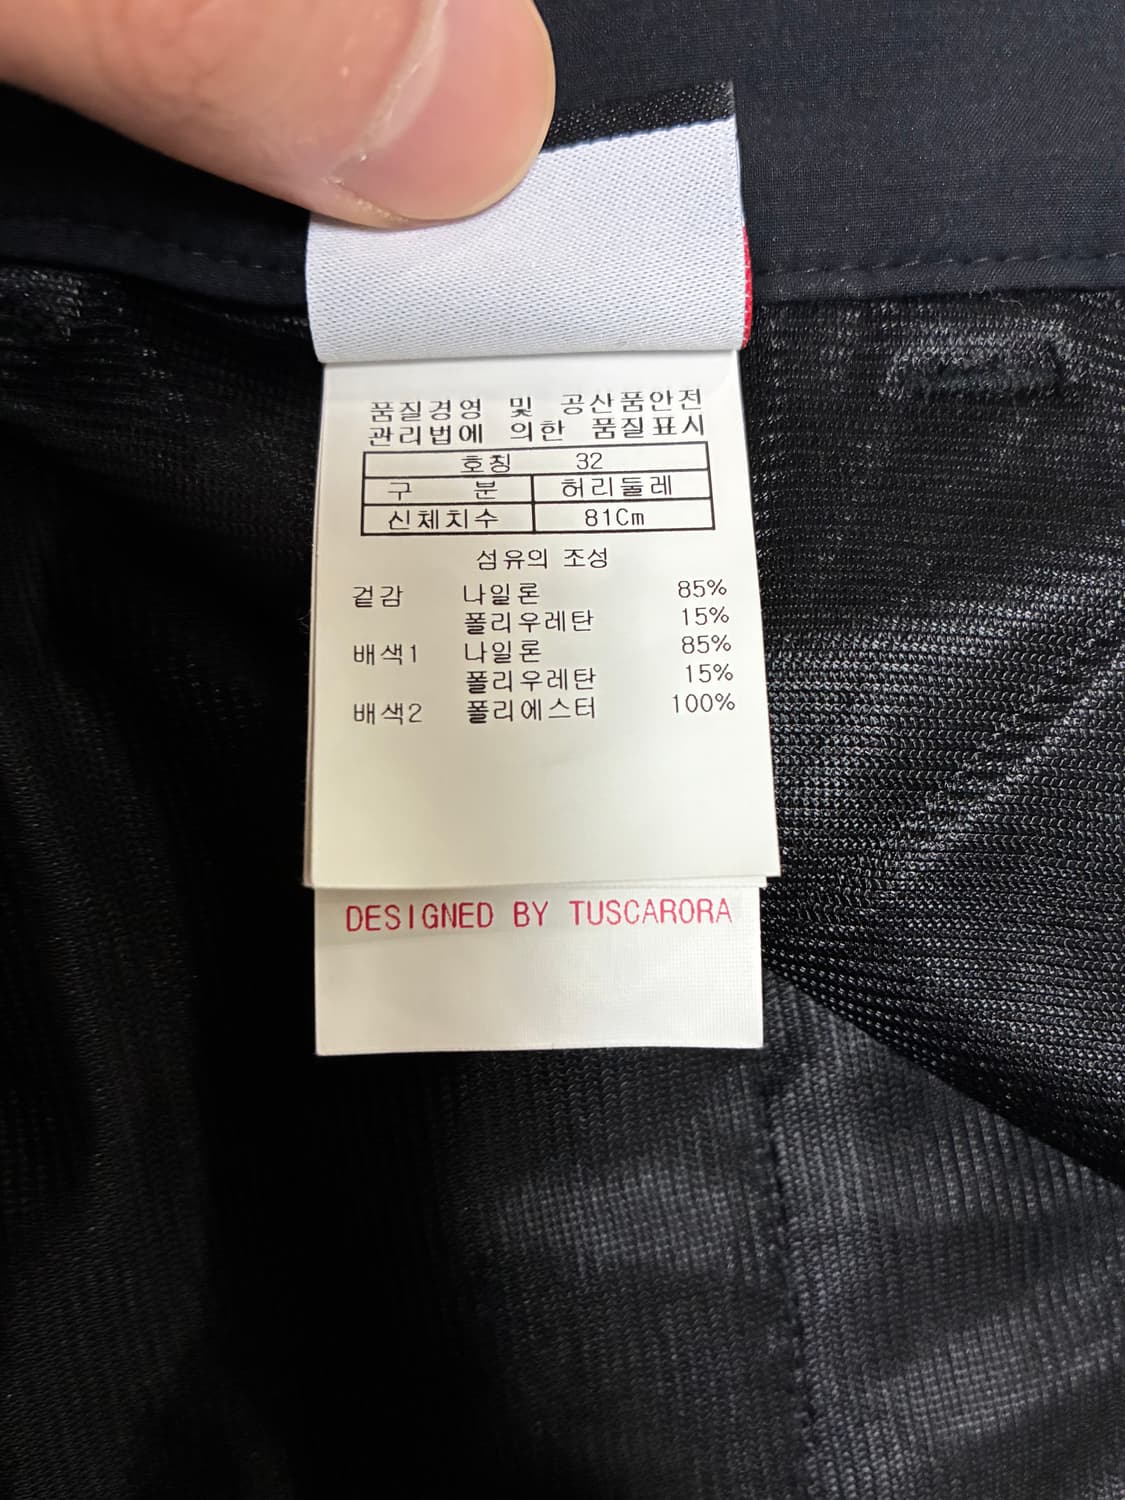 품질경영 및 공산품안전
관리법에 의한 품질표시
호칭 32
구 분 허리둘레
신체치수 81Cm
섬유의 조성
겉감 나일론 85%
폴리우레탄 15%
배색1 나일론 85%
폴리우레탄 15%
배색2 폴리에스터 100%
DESIGNED BY TUSCARORA